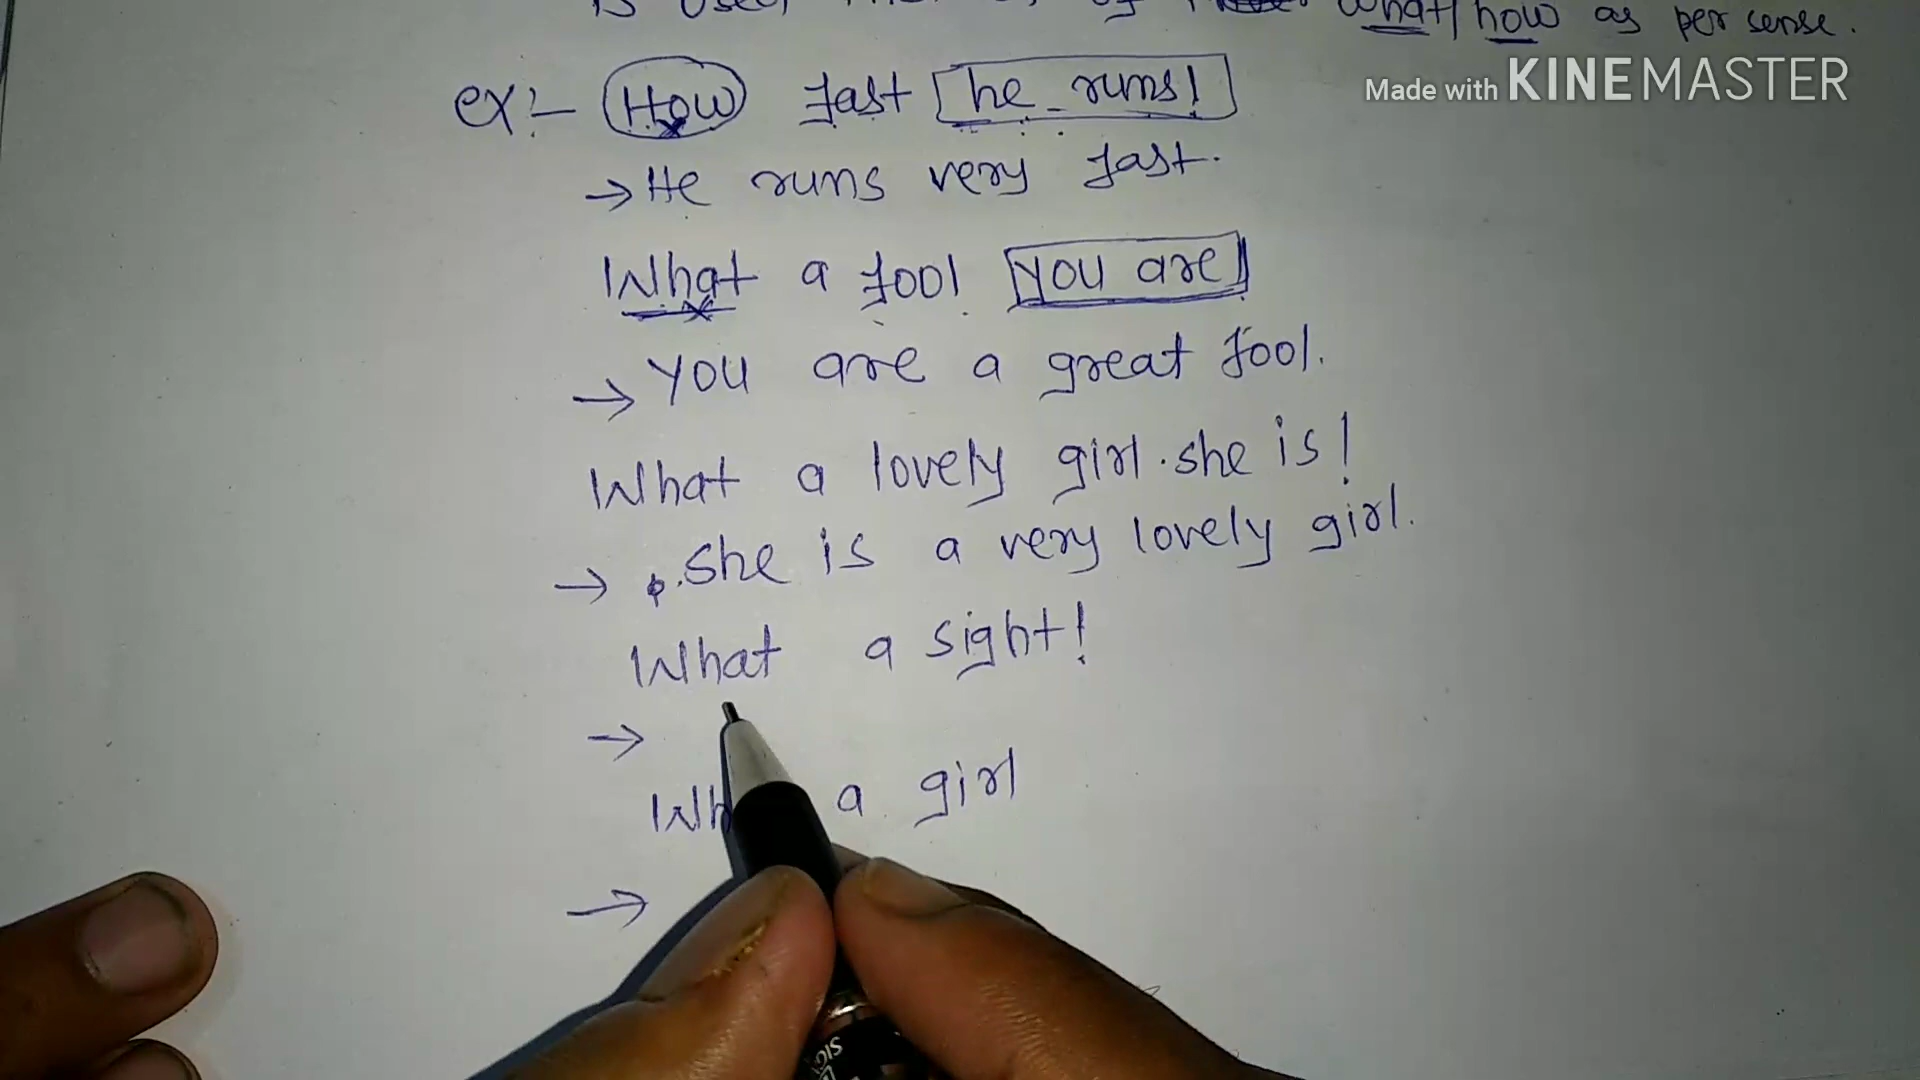 is used, what/how as per sense.
Made with KINEMASTER
ex:- How fast he runs!
→ He runs very fast.
What a fool you are!
→ you are a great fool.
What a lovely girl she is!
→ she is a very lovely girl.
What a sight!
→
a girl
→